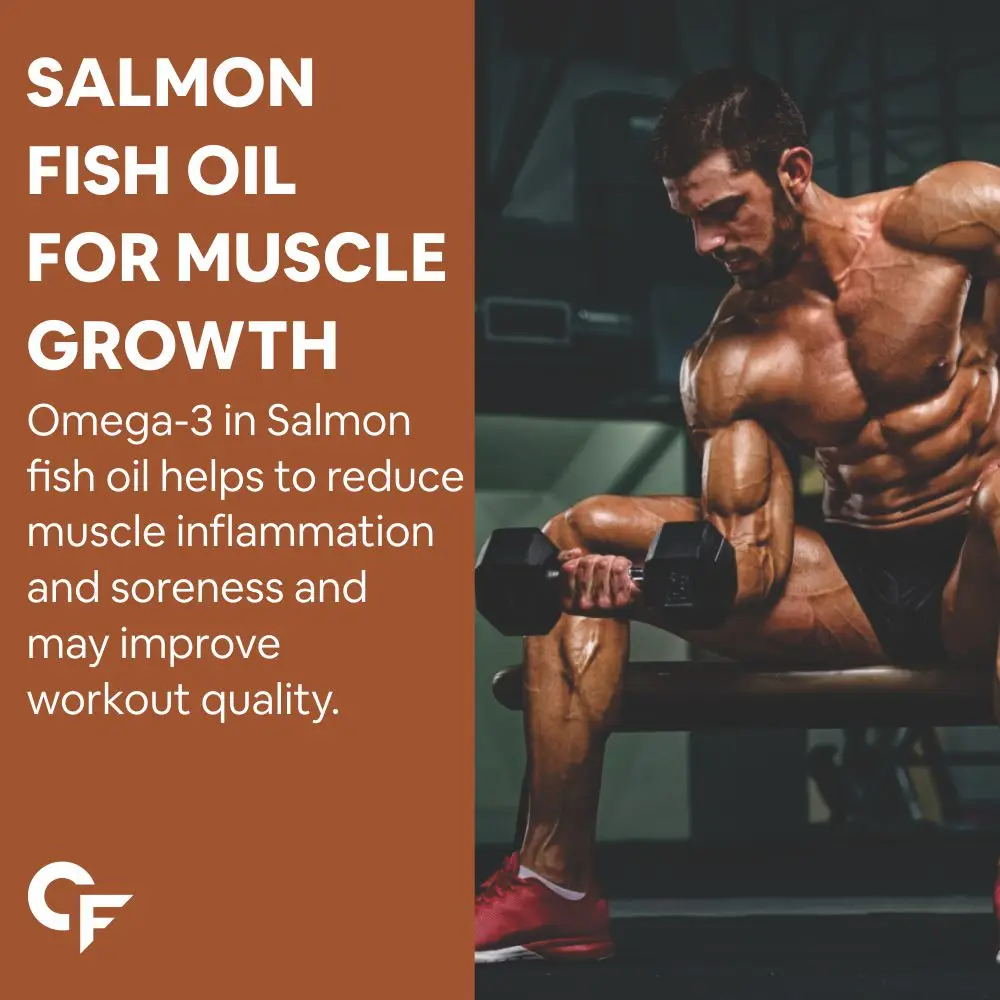 SALMON
FISH OIL
FOR MUSCLE
GROWTH
Omega-3 in Salmon
fish oil helps to reduce
muscle inflammation
and soreness and
may improve
workout quality.
CF